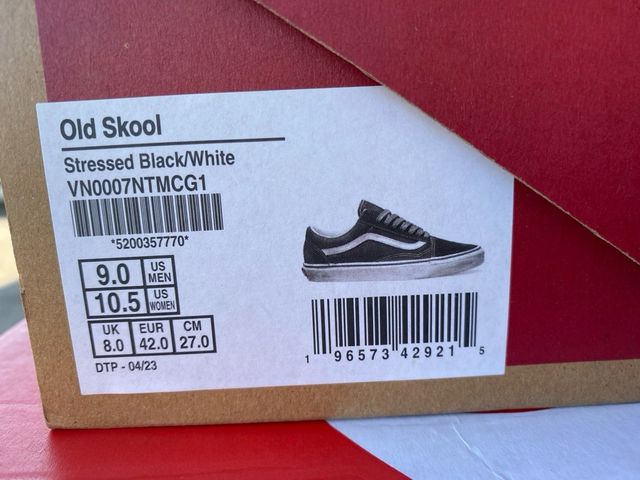 Old Skool
Stressed Black/White
VN0007NTMCG1
*5200357770*
9.0 US MEN
10.5 US WOMEN
UK 8.0 EUR 42.0 CM 27.0
DTP - 04/23
1 96573 42921 5